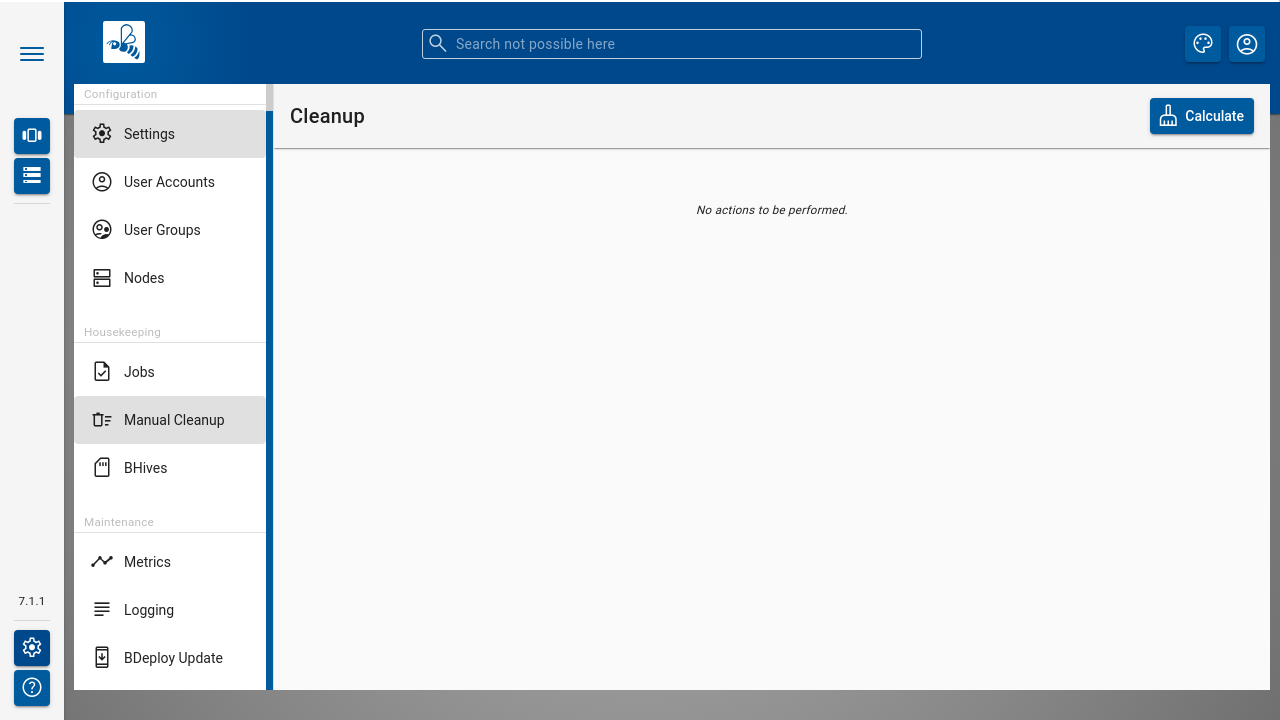 Search not possible here
Configuration
Settings
User Accounts
User Groups
Nodes
Housekeeping
Jobs
Manual Cleanup
BHives
Maintenance
Metrics
Logging
BDeploy Update
Cleanup
Calculate
No actions to be performed.
7.1.1